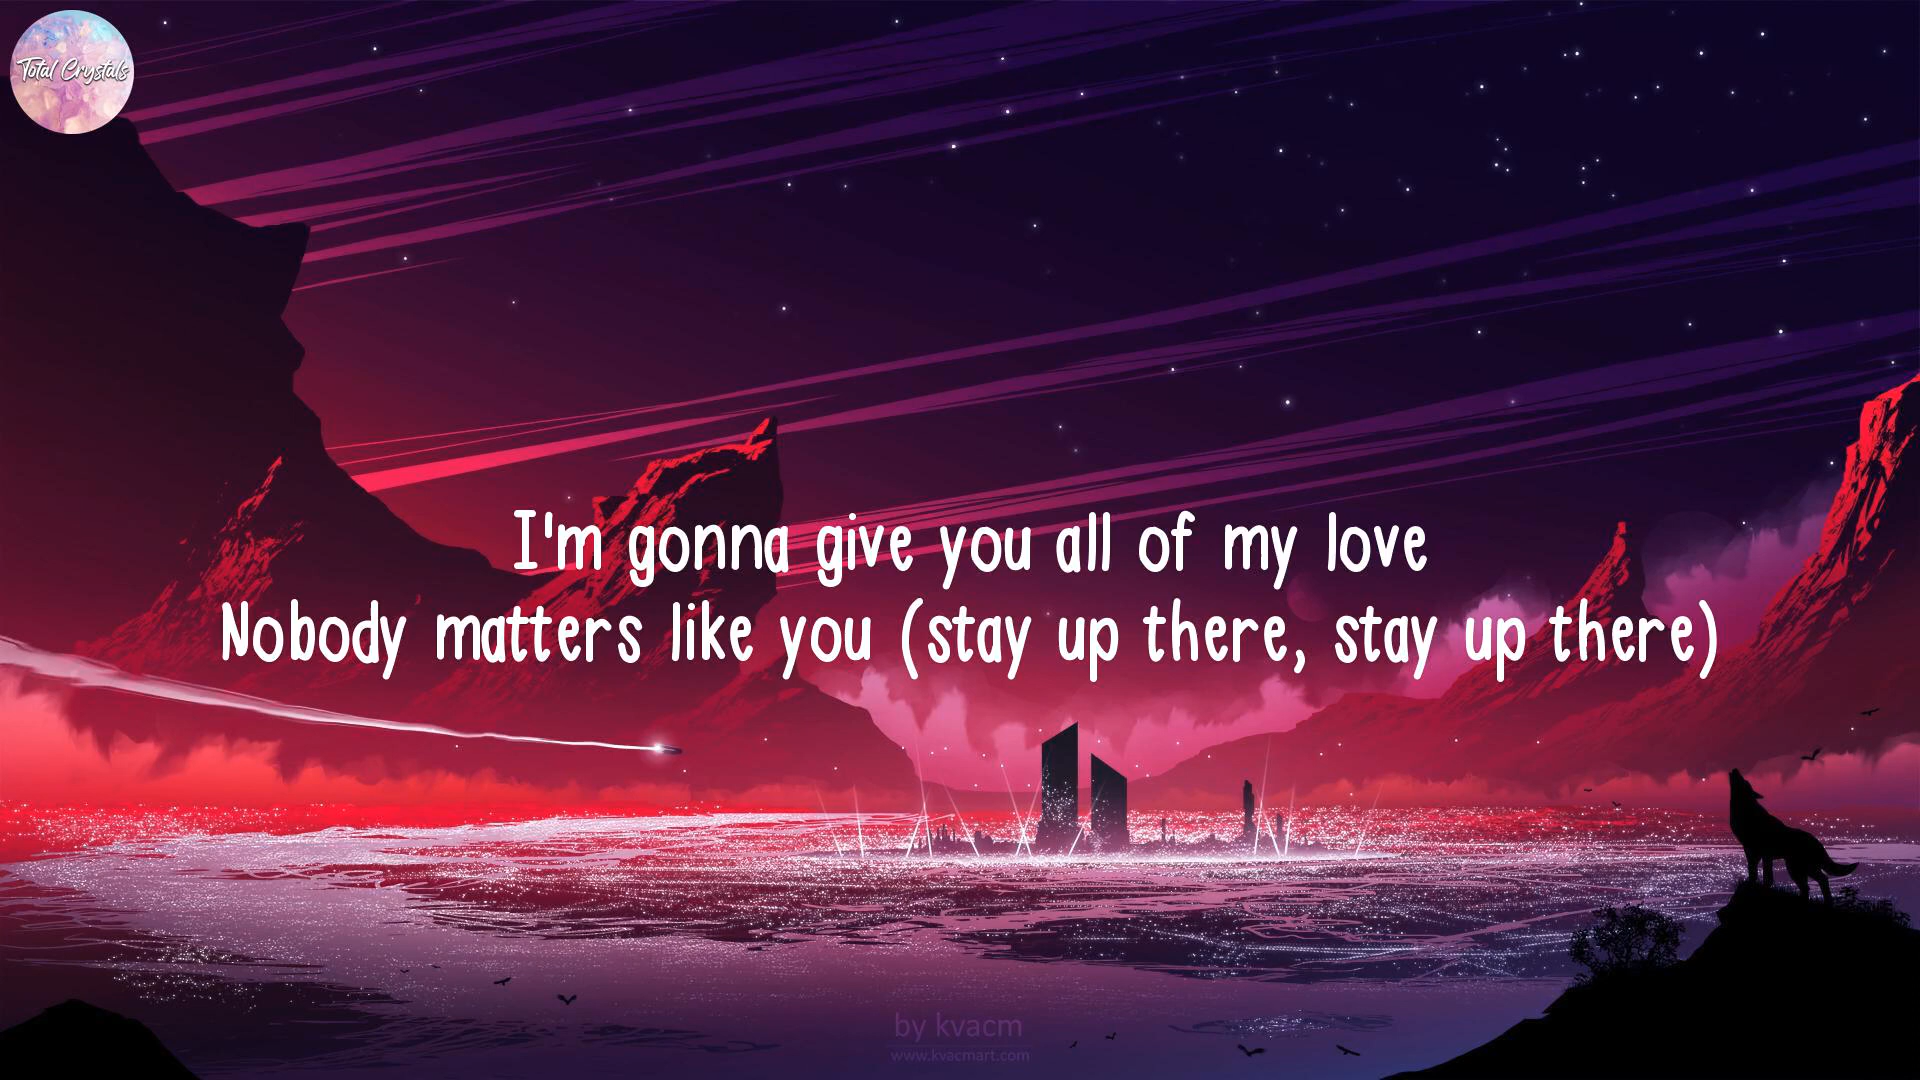 Total Crystals
I'm gonna give you all of my love
Nobody matters like you (stay up there, stay up there)
by kvacm
www.kvacmart.com